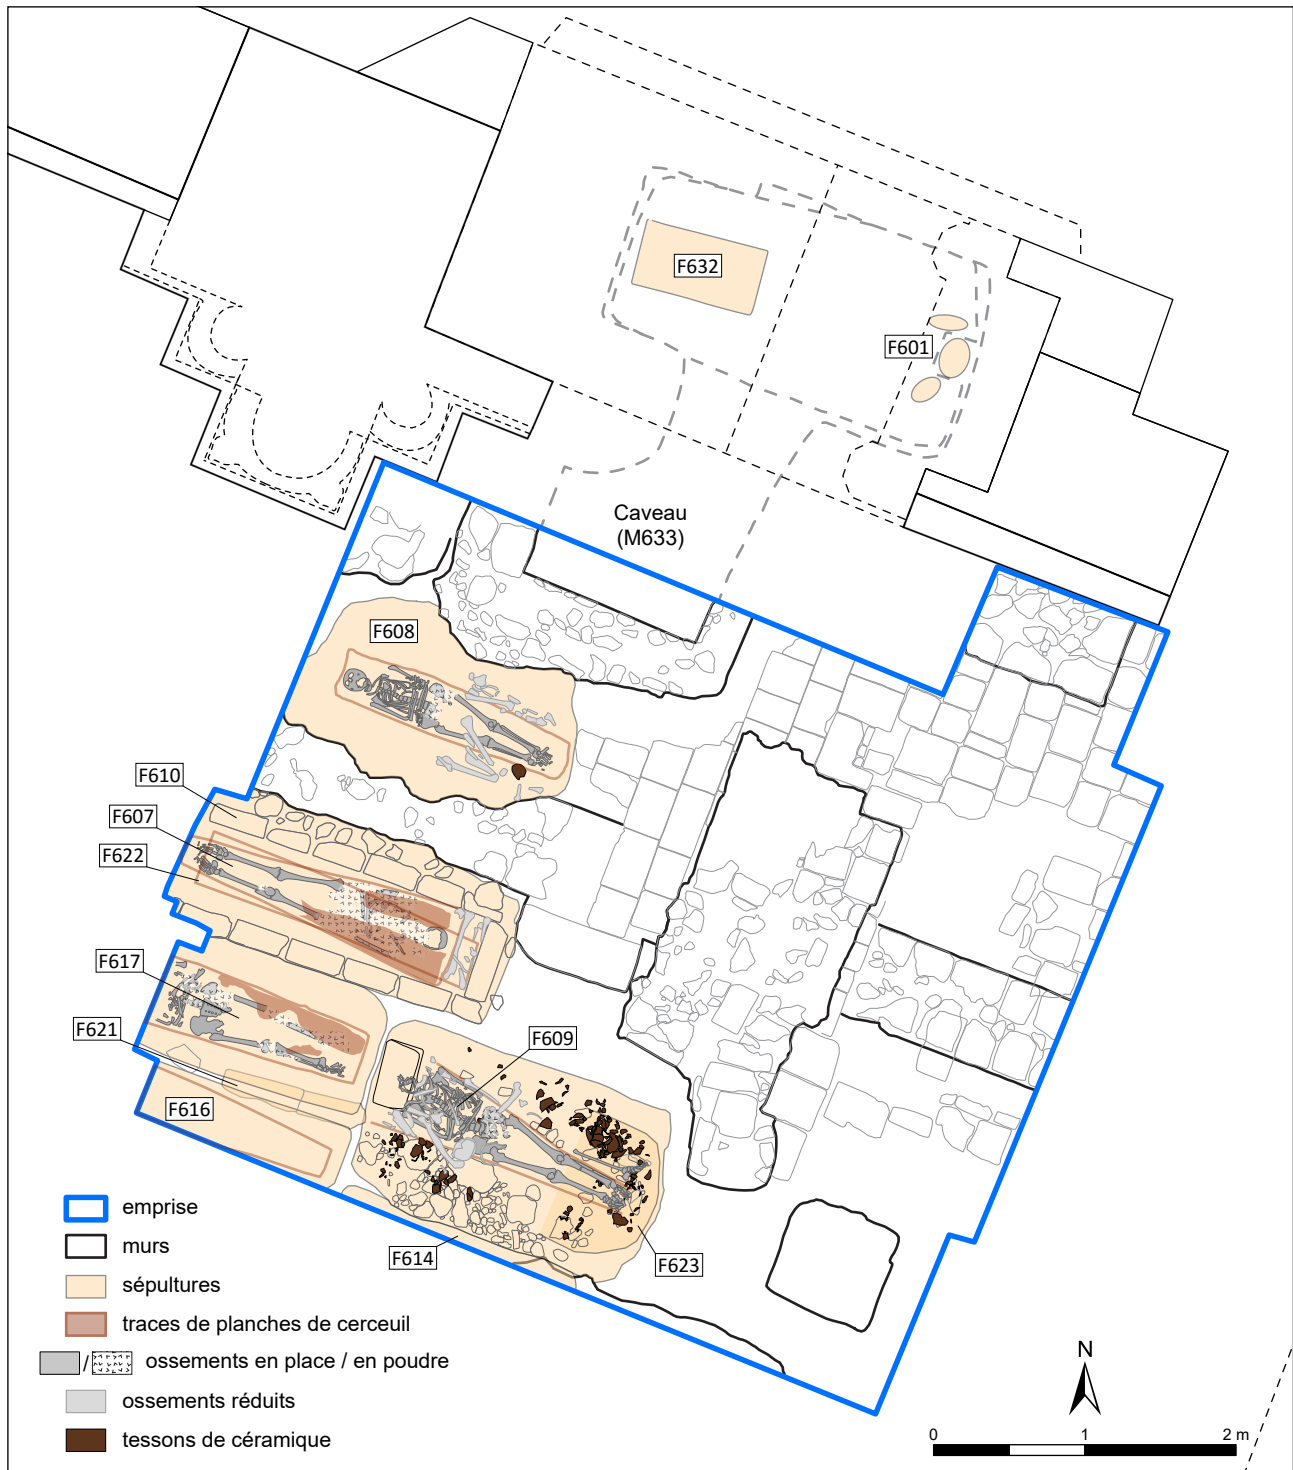 F632
F601
Caveau
(M633)
F608
F610
F607
F622
F617
F621
F609
F616
F614
F623
emprise
murs
sépultures
traces de planches de cerceuil
/ ossements en place / en poudre
ossements réduits
tessons de céramique
N
0 1 2 m